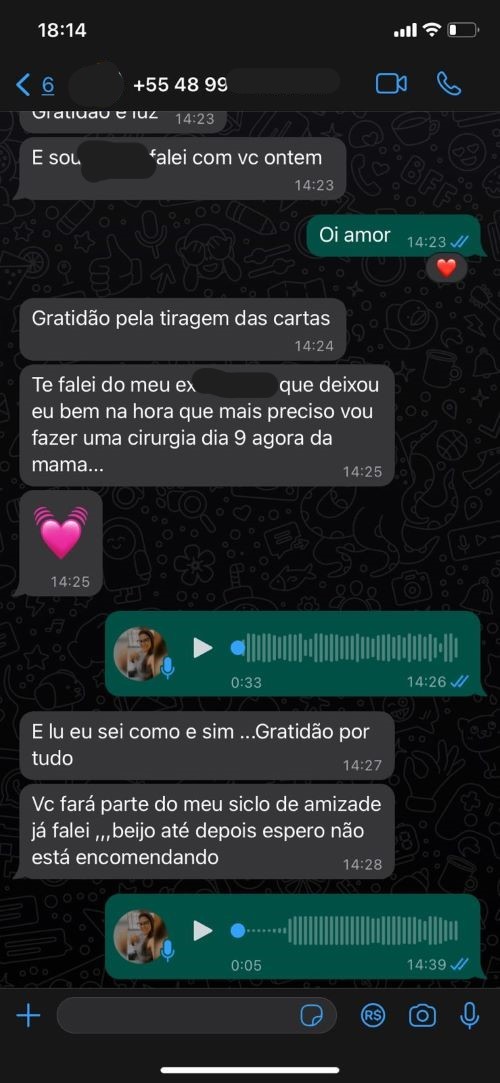 18:14
6
+55 48 99
Gratidão e luz 14:23
E sou falei com vc ontem
14:23
Oi amor 14:23
Gratidão pela tiragem das cartas
14:24
Te falei do meu ex que deixou
eu bem na hora que mais preciso vou
fazer uma cirurgia dia 9 agora da
mama...
14:25
14:25
0:33 14:26
E lu eu sei como e sim ...Gratidão por
tudo
14:27
Vc fará parte do meu siclo de amizade
já falei ,,,beijo até depois espero não
está encomendando
14:28
0:05 14:39
R$